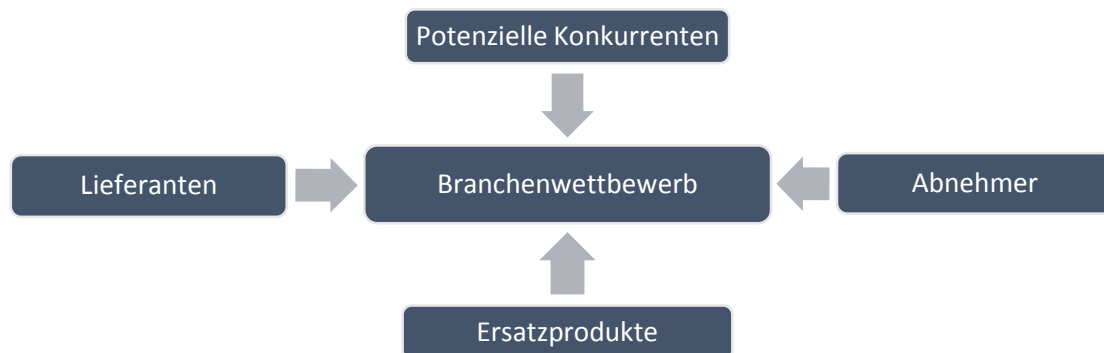 Potenzielle Konkurrenten
Lieferanten
Branchenwettbewerb
Abnehmer
Ersatzprodukte